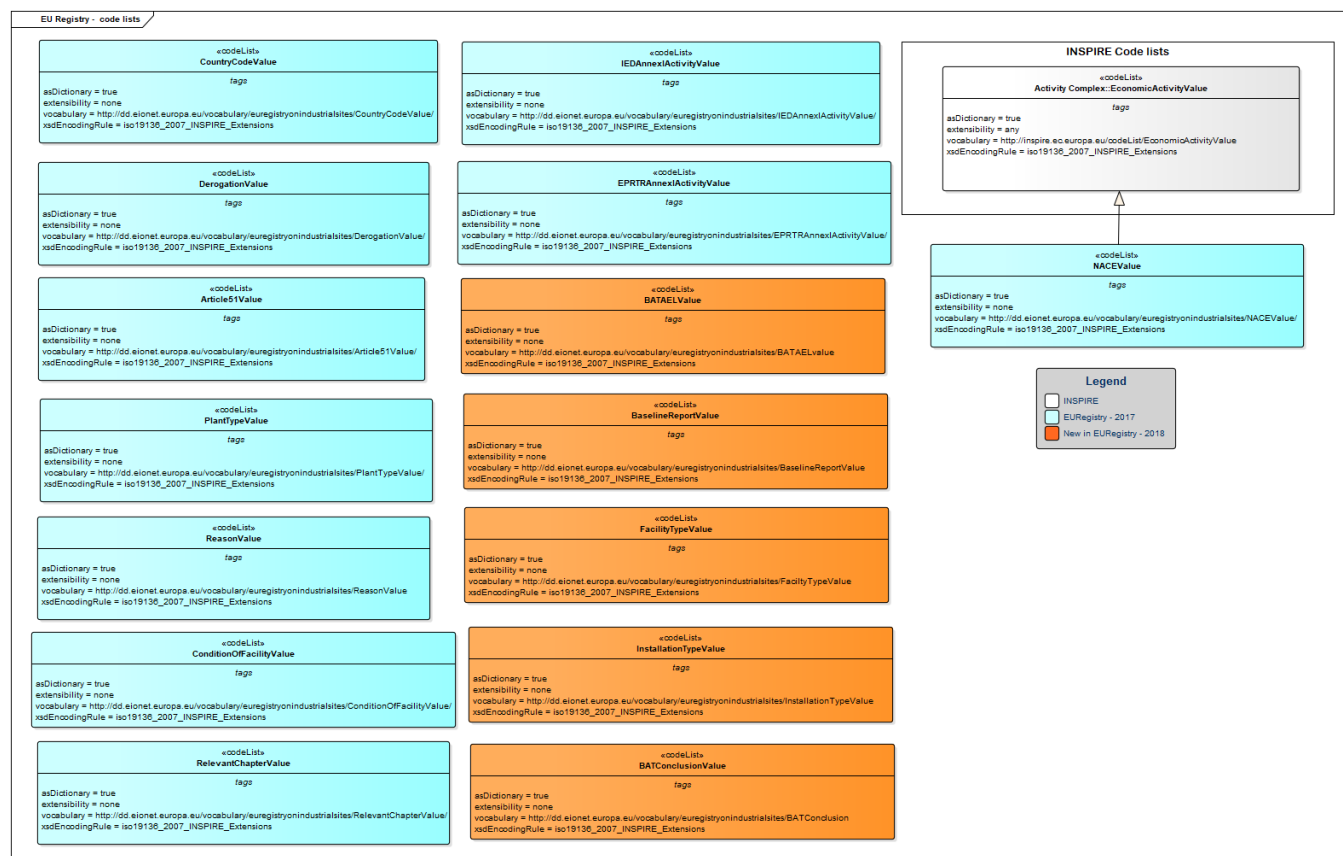 EU Registry - code lists
«codeList»
CountryCodeValue
tags
asDictionary = true
extensibility = none
vocabulary = http://dd.eionet.europa.eu/vocabulary/euregistryonindustrialsites/CountryCodeValue/
xsdEncodingRule = iso19136_2007_INSPIRE_Extensions
«codeList»
DerogationValue
tags
asDictionary = true
extensibility = none
vocabulary = http://dd.eionet.europa.eu/vocabulary/euregistryonindustrialsites/DerogationValue/
xsdEncodingRule = iso19136_2007_INSPIRE_Extensions
«codeList»
Article51Value
tags
asDictionary = true
extensibility = none
vocabulary = http://dd.eionet.europa.eu/vocabulary/euregistryonindustrialsites/Article51Value/
xsdEncodingRule = iso19136_2007_INSPIRE_Extensions
«codeList»
PlantTypeValue
tags
asDictionary = true
extensibility = none
vocabulary = http://dd.eionet.europa.eu/vocabulary/euregistryonindustrialsites/PlantTypeValue/
xsdEncodingRule = iso19136_2007_INSPIRE_Extensions
«codeList»
ReasonValue
tags
asDictionary = true
extensibility = none
vocabulary = http://dd.eionet.europa.eu/vocabulary/euregistryonindustrialsites/ReasonValue
xsdEncodingRule = iso19136_2007_INSPIRE_Extensions
«codeList»
ConditionOfFacilityValue
tags
asDictionary = true
extensibility = none
vocabulary = http://dd.eionet.europa.eu/vocabulary/euregistryonindustrialsites/ConditionOfFacilityValue/
xsdEncodingRule = iso19136_2007_INSPIRE_Extensions
«codeList»
RelevantChapterValue
tags
asDictionary = true
extensibility = none
vocabulary = http://dd.eionet.europa.eu/vocabulary/euregistryonindustrialsites/RelevantChapterValue/
xsdEncodingRule = iso19136_2007_INSPIRE_Extensions
«codeList»
IEDAnnexIActivityValue
tags
asDictionary = true
extensibility = none
vocabulary = http://dd.eionet.europa.eu/vocabulary/euregistryonindustrialsites/IEDAnnexIActivityValue/
xsdEncodingRule = iso19136_2007_INSPIRE_Extensions
«codeList»
EPRTRAnnexIActivityValue
tags
asDictionary = true
extensibility = none
vocabulary = http://dd.eionet.europa.eu/vocabulary/euregistryonindustrialsites/EPRTRAnnexIActivityValue/
xsdEncodingRule = iso19136_2007_INSPIRE_Extensions
«codeList»
BATAELValue
tags
asDictionary = true
extensibility = none
vocabulary = http://dd.eionet.europa.eu/vocabulary/euregistryonindustrialsites/BATAELvalue
xsdEncodingRule = iso19136_2007_INSPIRE_Extensions
«codeList»
BaselineReportValue
tags
asDictionary = true
extensibility = none
vocabulary = http://dd.eionet.europa.eu/vocabulary/euregistryonindustrialsites/BaselineReportValue
xsdEncodingRule = iso19136_2007_INSPIRE_Extensions
«codeList»
FacilityTypeValue
tags
asDictionary = true
extensibility = none
vocabulary = http://dd.eionet.europa.eu/vocabulary/euregistryonindustrialsites/FaciltyTypeValue
xsdEncodingRule = iso19136_2007_INSPIRE_Extensions
«codeList»
InstallationTypeValue
tags
asDictionary = true
extensibility = none
vocabulary = http://dd.eionet.europa.eu/vocabulary/euregistryonindustrialsites/InstallationTypeValue
xsdEncodingRule = iso19136_2007_INSPIRE_Extensions
«codeList»
BATConclusionValue
tags
asDictionary = true
extensibility = none
vocabulary = http://dd.eionet.europa.eu/vocabulary/euregistryonindustrialsites/BATConclusion
xsdEncodingRule = iso19136_2007_INSPIRE_Extensions
INSPIRE Code lists
«codeList»
Activity Complex::EconomicActivityValue
tags
asDictionary = true
extensibility = any
vocabulary = http://inspire.ec.europa.eu/codeList/EconomicActivityValue
xsdEncodingRule = iso19136_2007_INSPIRE_Extensions
«codeList»
NACEValue
tags
asDictionary = true
extensibility = none
vocabulary = http://dd.eionet.europa.eu/vocabulary/euregistryonindustrialsites/NACEValue/
xsdEncodingRule = iso19136_2007_INSPIRE_Extensions
Legend
INSPIRE
EURegistry - 2017
New in EURegistry - 2018